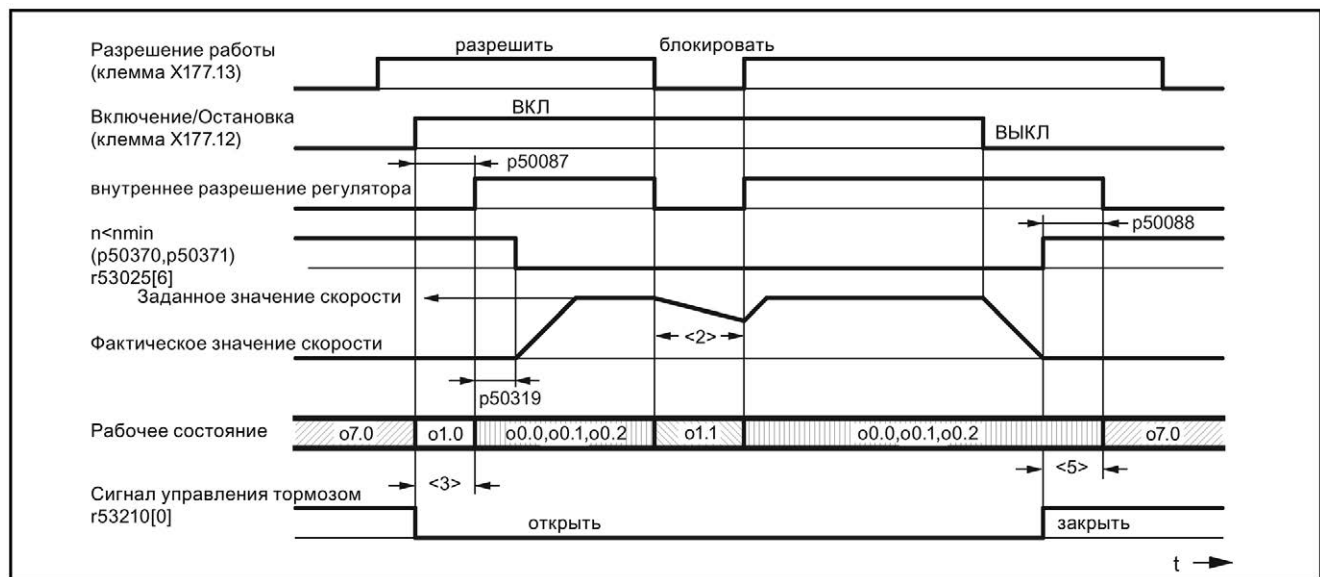 Разрешение работы
(клемма X177.13)
разрешить
блокировать
Включение/Остановка
(клемма X177.12)
ВКЛ
ВЫКЛ
p50087
внутреннее разрешение регулятора
n<nmin
(p50370,p50371)
r53025[6]
p50088
Заданное значение скорости
<2>
Фактическое значение скорости
p50319
Рабочее состояние
o7.0
o1.0
o0.0,o0.1,o0.2
o1.1
o0.0,o0.1,o0.2
o7.0
<3>
<5>
Сигнал управления тормозом
r53210[0]
открыть
закрыть
t